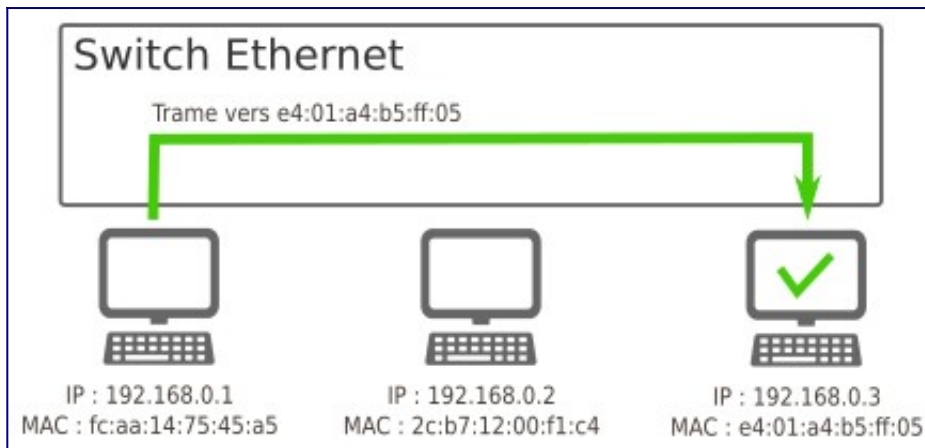 Switch Ethernet
Trame vers e4:01:a4:b5:ff:05
IP : 192.168.0.1
MAC : fc:aa:14:75:45:a5
IP : 192.168.0.2
MAC : 2c:b7:12:00:f1:c4
IP : 192.168.0.3
MAC : e4:01:a4:b5:ff:05